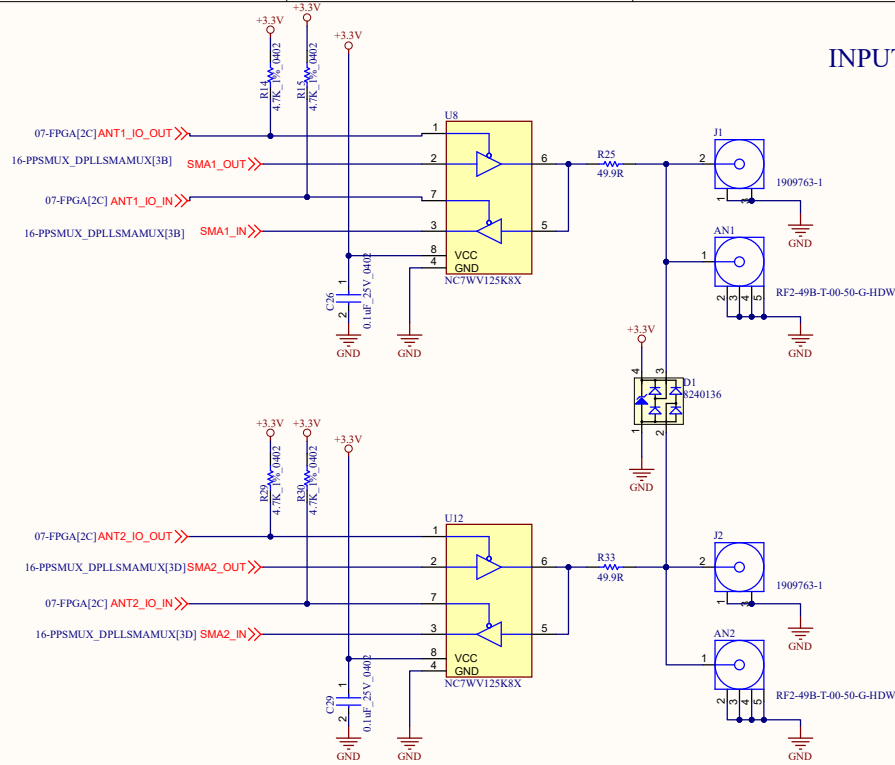 +3.3V
+3.3V
+3.3V
INPUT
R14
4.7K_1%_0402
R15
4.7K_1%_0402
U8
07-FPGA[2C] ANT1_IO_OUT
1
16-PPSMUX_DPLLSMAMUX[3B] SMA1_OUT
2
6
07-FPGA[2C] ANT1_IO_IN
7
16-PPSMUX_DPLLSMAMUX[3B] SMA1_IN
3
5
8
VCC
4
GND
NC7WV125K8X
R25
49.9R
J1
2
1909763-1
1
3
GND
AN1
1
RF2-49B-T-00-50-G-HDW
2
3
4
5
GND
C26
0.1uF_25V_0402
1
2
GND
GND
+3.3V
4
3
D1
8240136
1
2
GND
+3.3V
+3.3V
+3.3V
R29
4.7K_1%_0402
R30
4.7K_1%_0402
U12
07-FPGA[2C] ANT2_IO_OUT
1
16-PPSMUX_DPLLSMAMUX[3D] SMA2_OUT
2
6
07-FPGA[2C] ANT2_IO_IN
7
16-PPSMUX_DPLLSMAMUX[3D] SMA2_IN
3
5
8
VCC
4
GND
NC7WV125K8X
R33
49.9R
J2
2
1909763-1
1
3
GND
AN2
1
RF2-49B-T-00-50-G-HDW
2
3
4
5
GND
C29
0.1uF_25V_0402
1
2
GND
GND